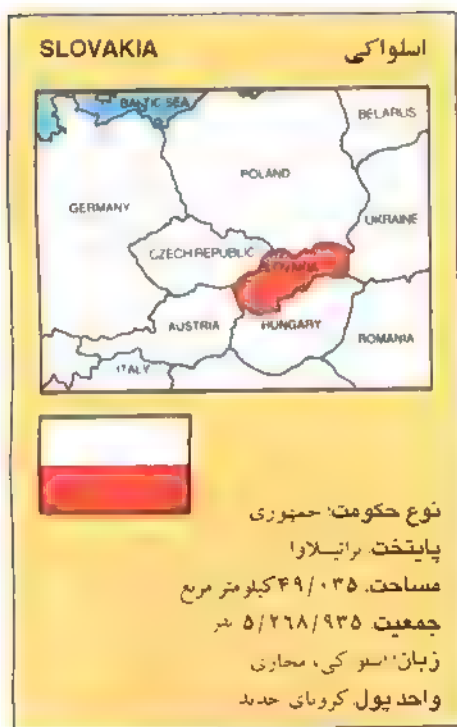 SLOVAKIA اسلواکی
BALTIC SEA
BELARUS
POLAND
GERMANY
UKRAINE
CZECH REPUBLIC
SLOVAKIA
AUSTRIA
HUNGARY
ROMANIA
ITALY
نوع حکومت: جمهوری
پایتخت: براتیسلاوا
مساحت: ۴۹/۰۳۵ کیلومتر مربع
جمعیت: ۵/۲۶۸/۹۳۵ نفر
زبان: اسلوکی، مجاری
واحد پول: کرونای جدید